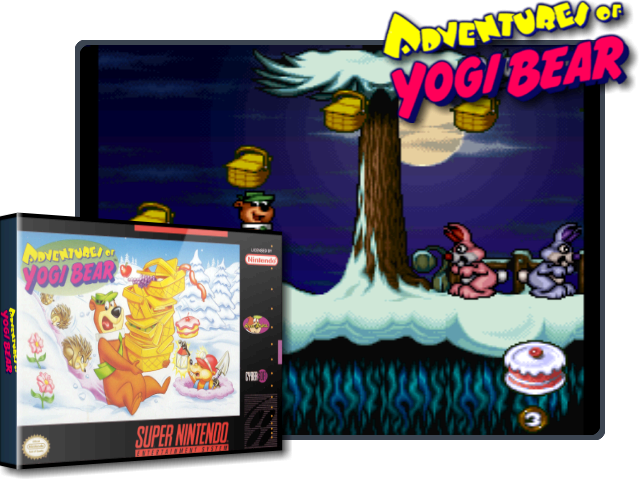 ADVENTURES OF
YOGI BEAR
ADVENTURES OF
YOGI BEAR
LICENSED BY
Nintendo
ADVENTURES OF
YOGI BEAR
CYBER
SUPER NINTENDO
ENTERTAINMENT SYSTEM
3